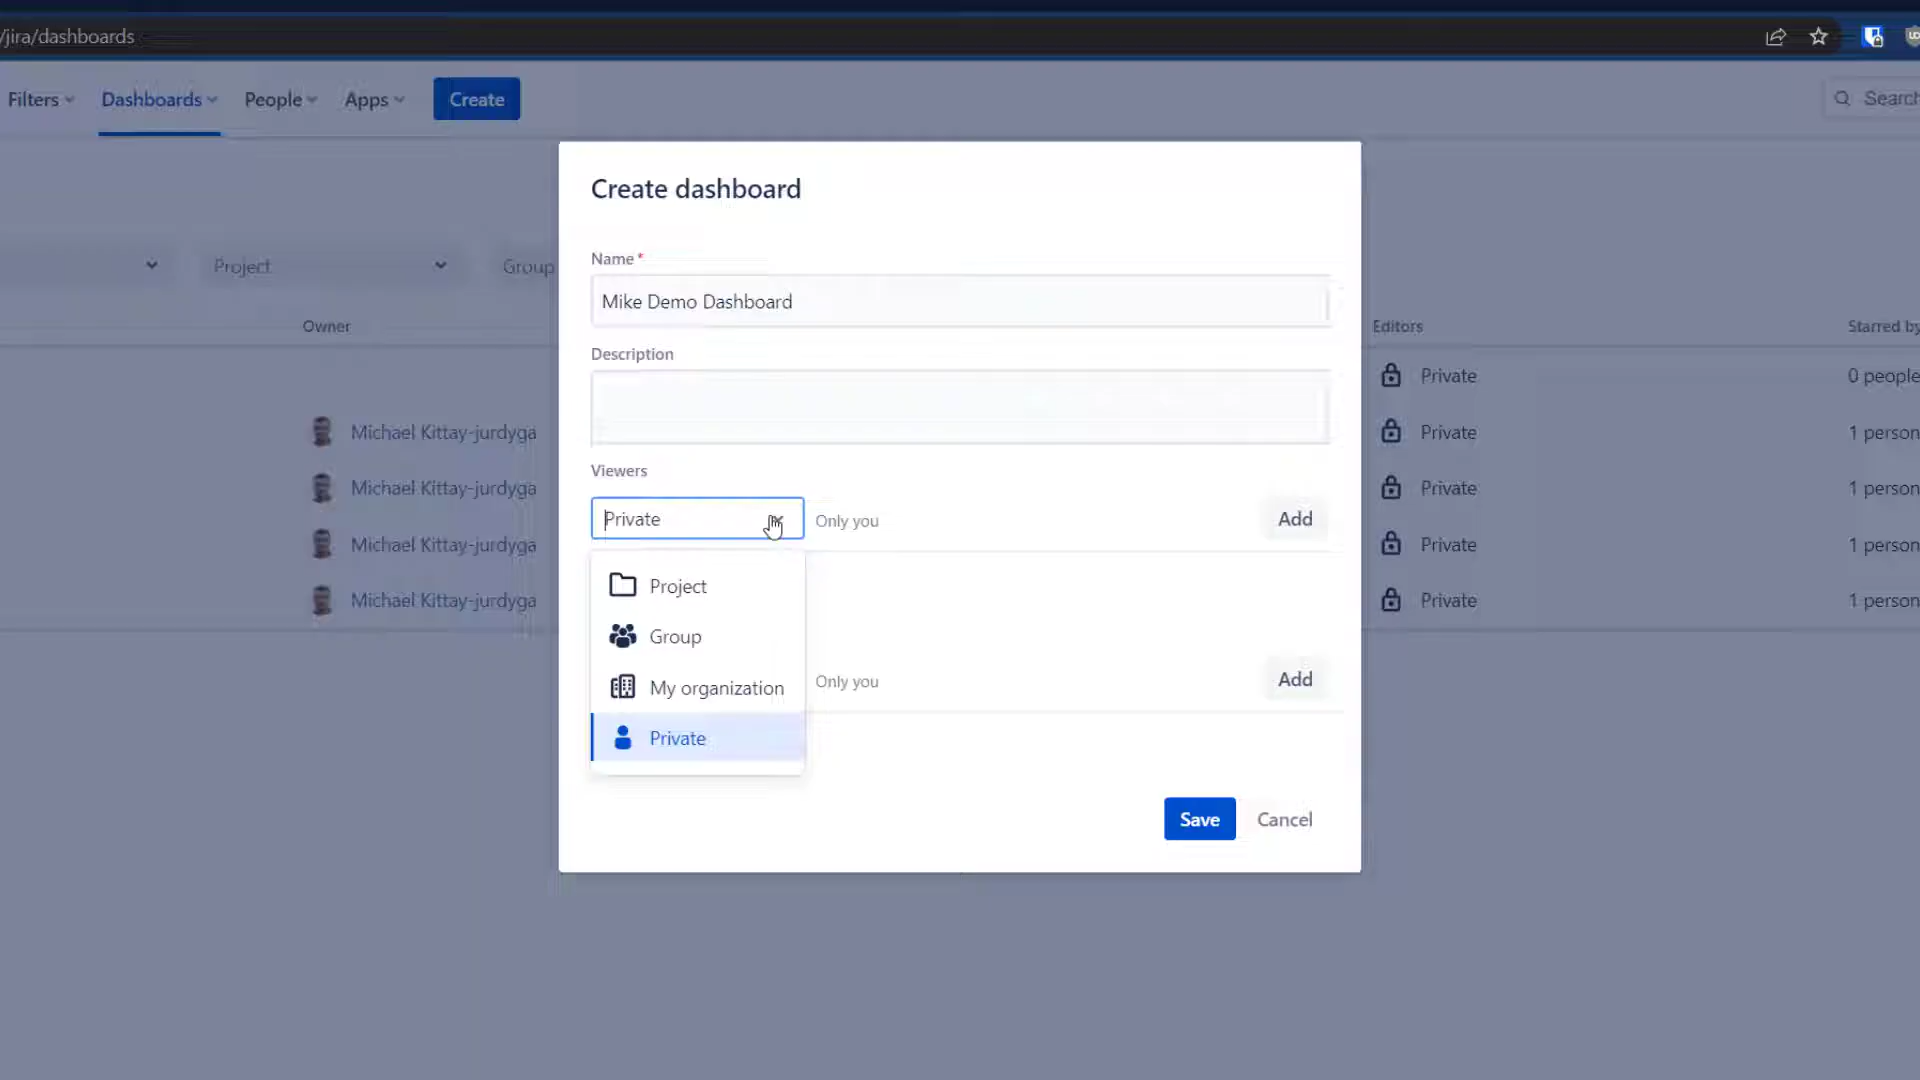 /jira/dashboards
Filters
Dashboards
People
Apps
Create
Search
Create dashboard
Name*
Project
Group
Mike Demo Dashboard
Owner
Editors
Starred by
Description
Private
0 people
Michael Kittay-jurdyga
Private
1 person
Viewers
Michael Kittay-jurdyga
Private
1 person
Private
Only you
Add
Michael Kittay-jurdyga
Private
1 person
Project
Michael Kittay-jurdyga
Private
1 person
Group
My organization
Only you
Add
Private
Save
Cancel